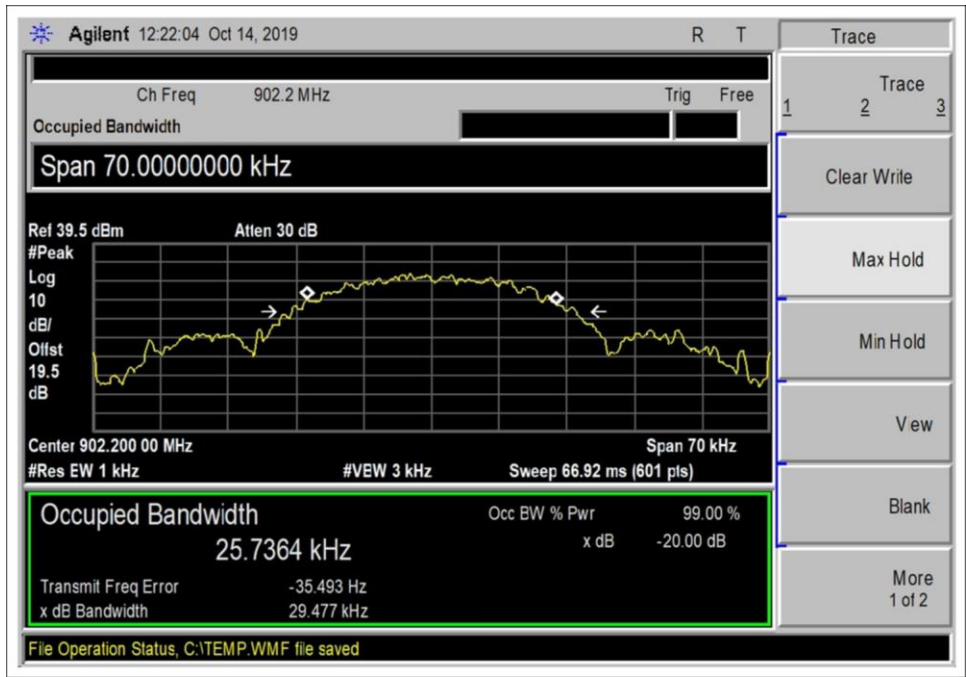 Agilent 12:22:04 Oct 14, 2019 R T
Trace
Ch Freq 902.2 MHz Trig Free
Occupied Bandwidth
Span 70.00000000 kHz
Ref 39.5 dBm Atten 30 dB
#Peak
Log
10
dB/
Offst
19.5
dB
Center 902.200 00 MHz Span 70 kHz
#Res EW 1 kHz #VEW 3 kHz Sweep 66.92 ms (601 pts)
Occupied Bandwidth Occ BW % Pwr 99.00 %
25.7364 kHz x dB -20.00 dB
Transmit Freq Error -35.493 Hz
x dB Bandwidth 29.477 kHz
File Operation Status, C:\TEMP.WMF file saved
Trace
1 2 3
Clear Write
Max Hold
Min Hold
View
Blank
More
1 of 2